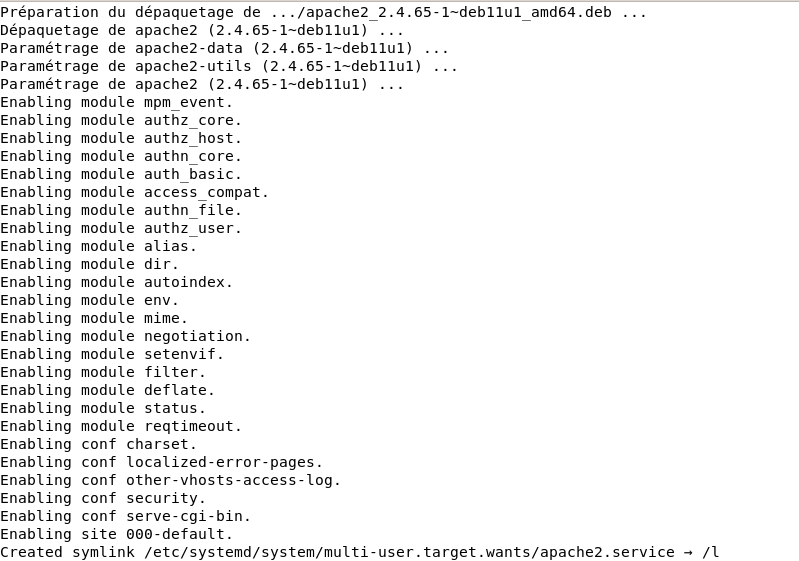 Préparation du dépaquetage de .../apache2_2.4.65-1~deb11u1_amd64.deb ...
Dépaquetage de apache2 (2.4.65-1~deb11u1) ...
Paramétrage de apache2-data (2.4.65-1~deb11u1) ...
Paramétrage de apache2-utils (2.4.65-1~deb11u1) ...
Paramétrage de apache2 (2.4.65-1~deb11u1) ...
Enabling module mpm_event.
Enabling module authz_core.
Enabling module authz_host.
Enabling module authn_core.
Enabling module auth_basic.
Enabling module access_compat.
Enabling module authn_file.
Enabling module authz_user.
Enabling module alias.
Enabling module dir.
Enabling module autoindex.
Enabling module env.
Enabling module mime.
Enabling module negotiation.
Enabling module setenvif.
Enabling module filter.
Enabling module deflate.
Enabling module status.
Enabling module reqtimeout.
Enabling conf charset.
Enabling conf localized-error-pages.
Enabling conf other-vhosts-access-log.
Enabling conf security.
Enabling conf serve-cgi-bin.
Enabling site 000-default.
Created symlink /etc/systemd/system/multi-user.target.wants/apache2.service → /l